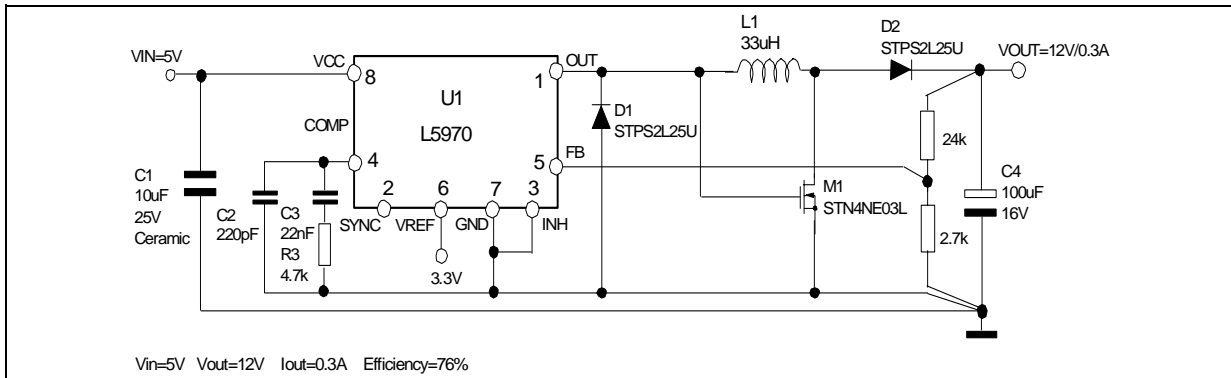 VIN=5V
VCC
8
COMP
4
U1
L5970
OUT
1
FB
5
2
SYNC
6
VREF
7
GND
3
INH
3.3V
C1
10uF
25V
Ceramic
C2
220pF
C3
22nF
R3
4.7k
D1
STPS2L25U
L1
33uH
D2
STPS2L25U
VOUT=12V/0.3A
24k
M1
STN4NE03L
2.7k
C4
100uF
16V
Vin=5V Vout=12V Iout=0.3A Efficiency=76%